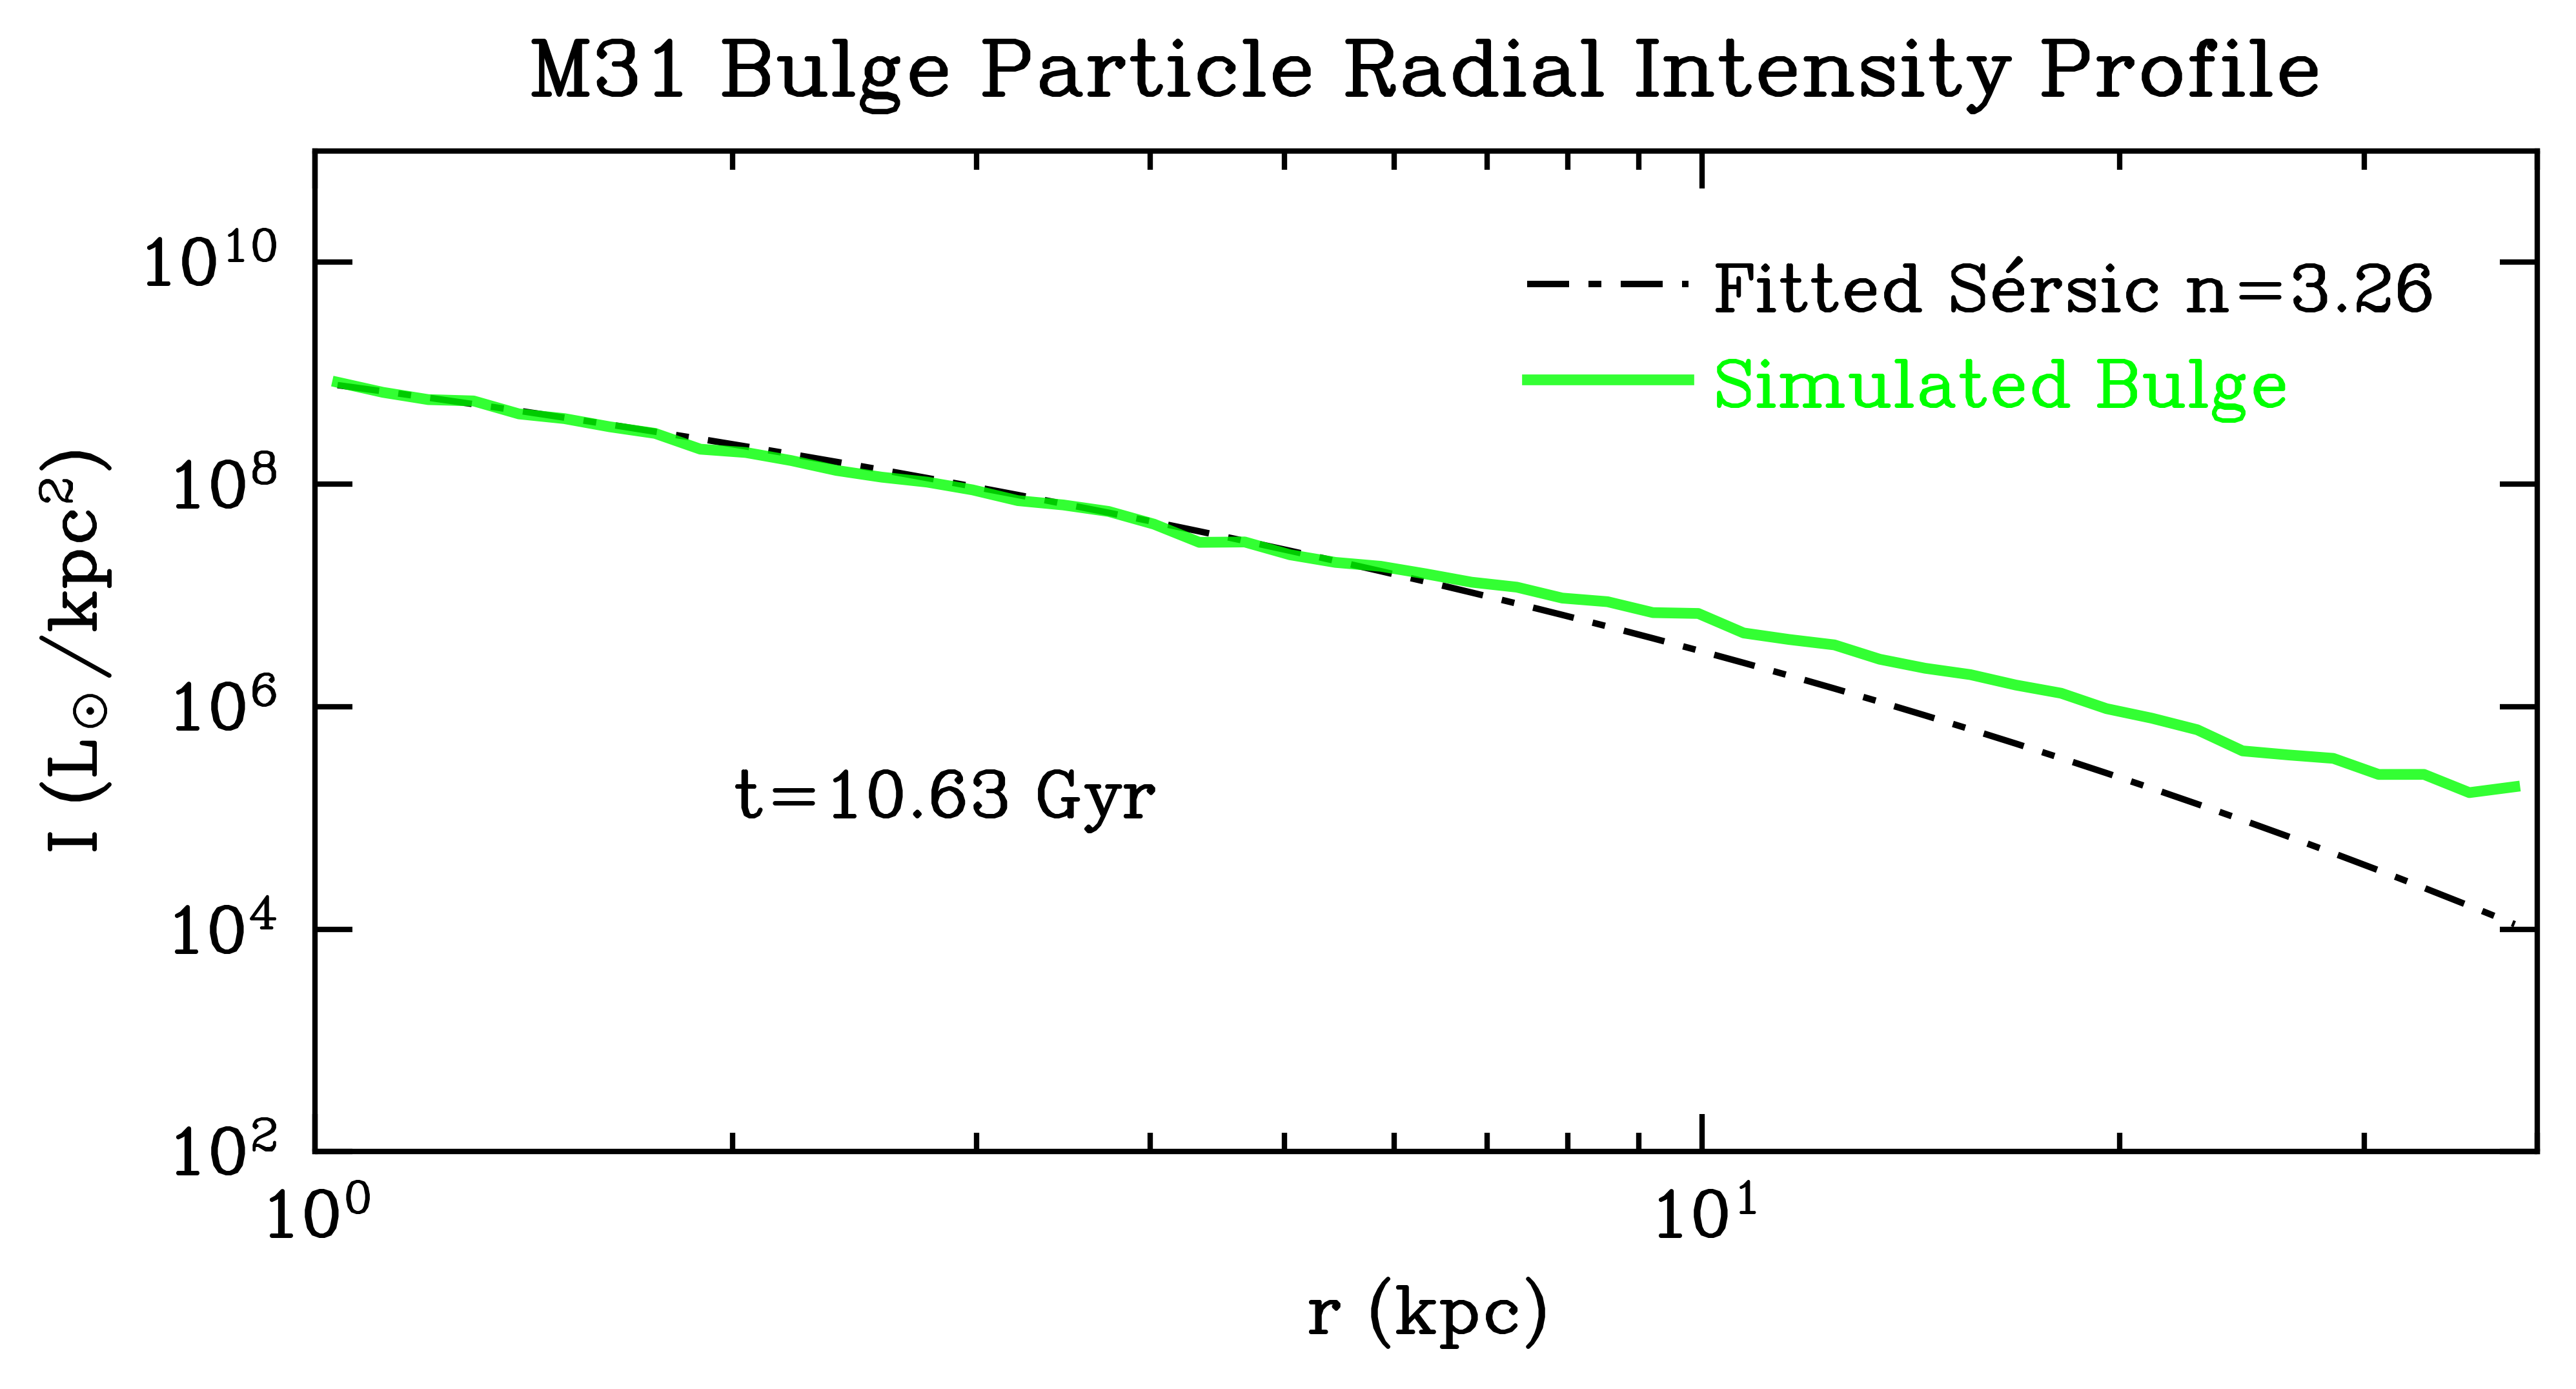 M31 Bulge Particle Radial Intensity Profile
10¹⁰
Fitted Sérsic n=3.26
Simulated Bulge
10⁸
I (L⊙/kpc²)
10⁶
t=10.63 Gyr
10⁴
10²
10⁰
10¹
r (kpc)